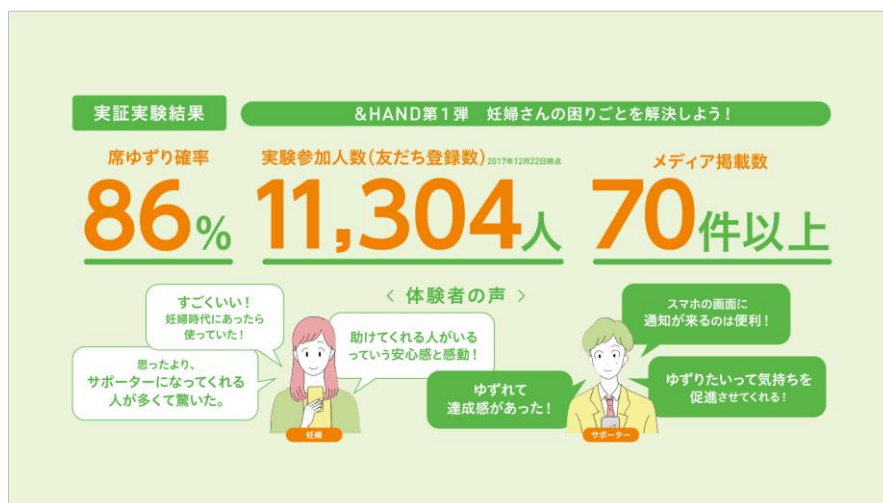 実証実験結果
&HAND第1弾 妊婦さんの困りごとを解決しよう！
席ゆずり確率
86%
実験参加人数(友だち登録数)2017年12月22日時点
11,304人
メディア掲載数
70件以上
〈 体験者の声 〉
すごくいい！
妊婦時代にあったら
使っていた！
思ったより、
サポーターになってくれる
人が多くて驚いた。
助けてくれる人がいる
っていう安心感と感動！
妊婦
スマホの画面に
通知が来るのは便利！
ゆずれて
達成感があった！
ゆずりたいって気持ちを
促進させてくれる！
サポーター